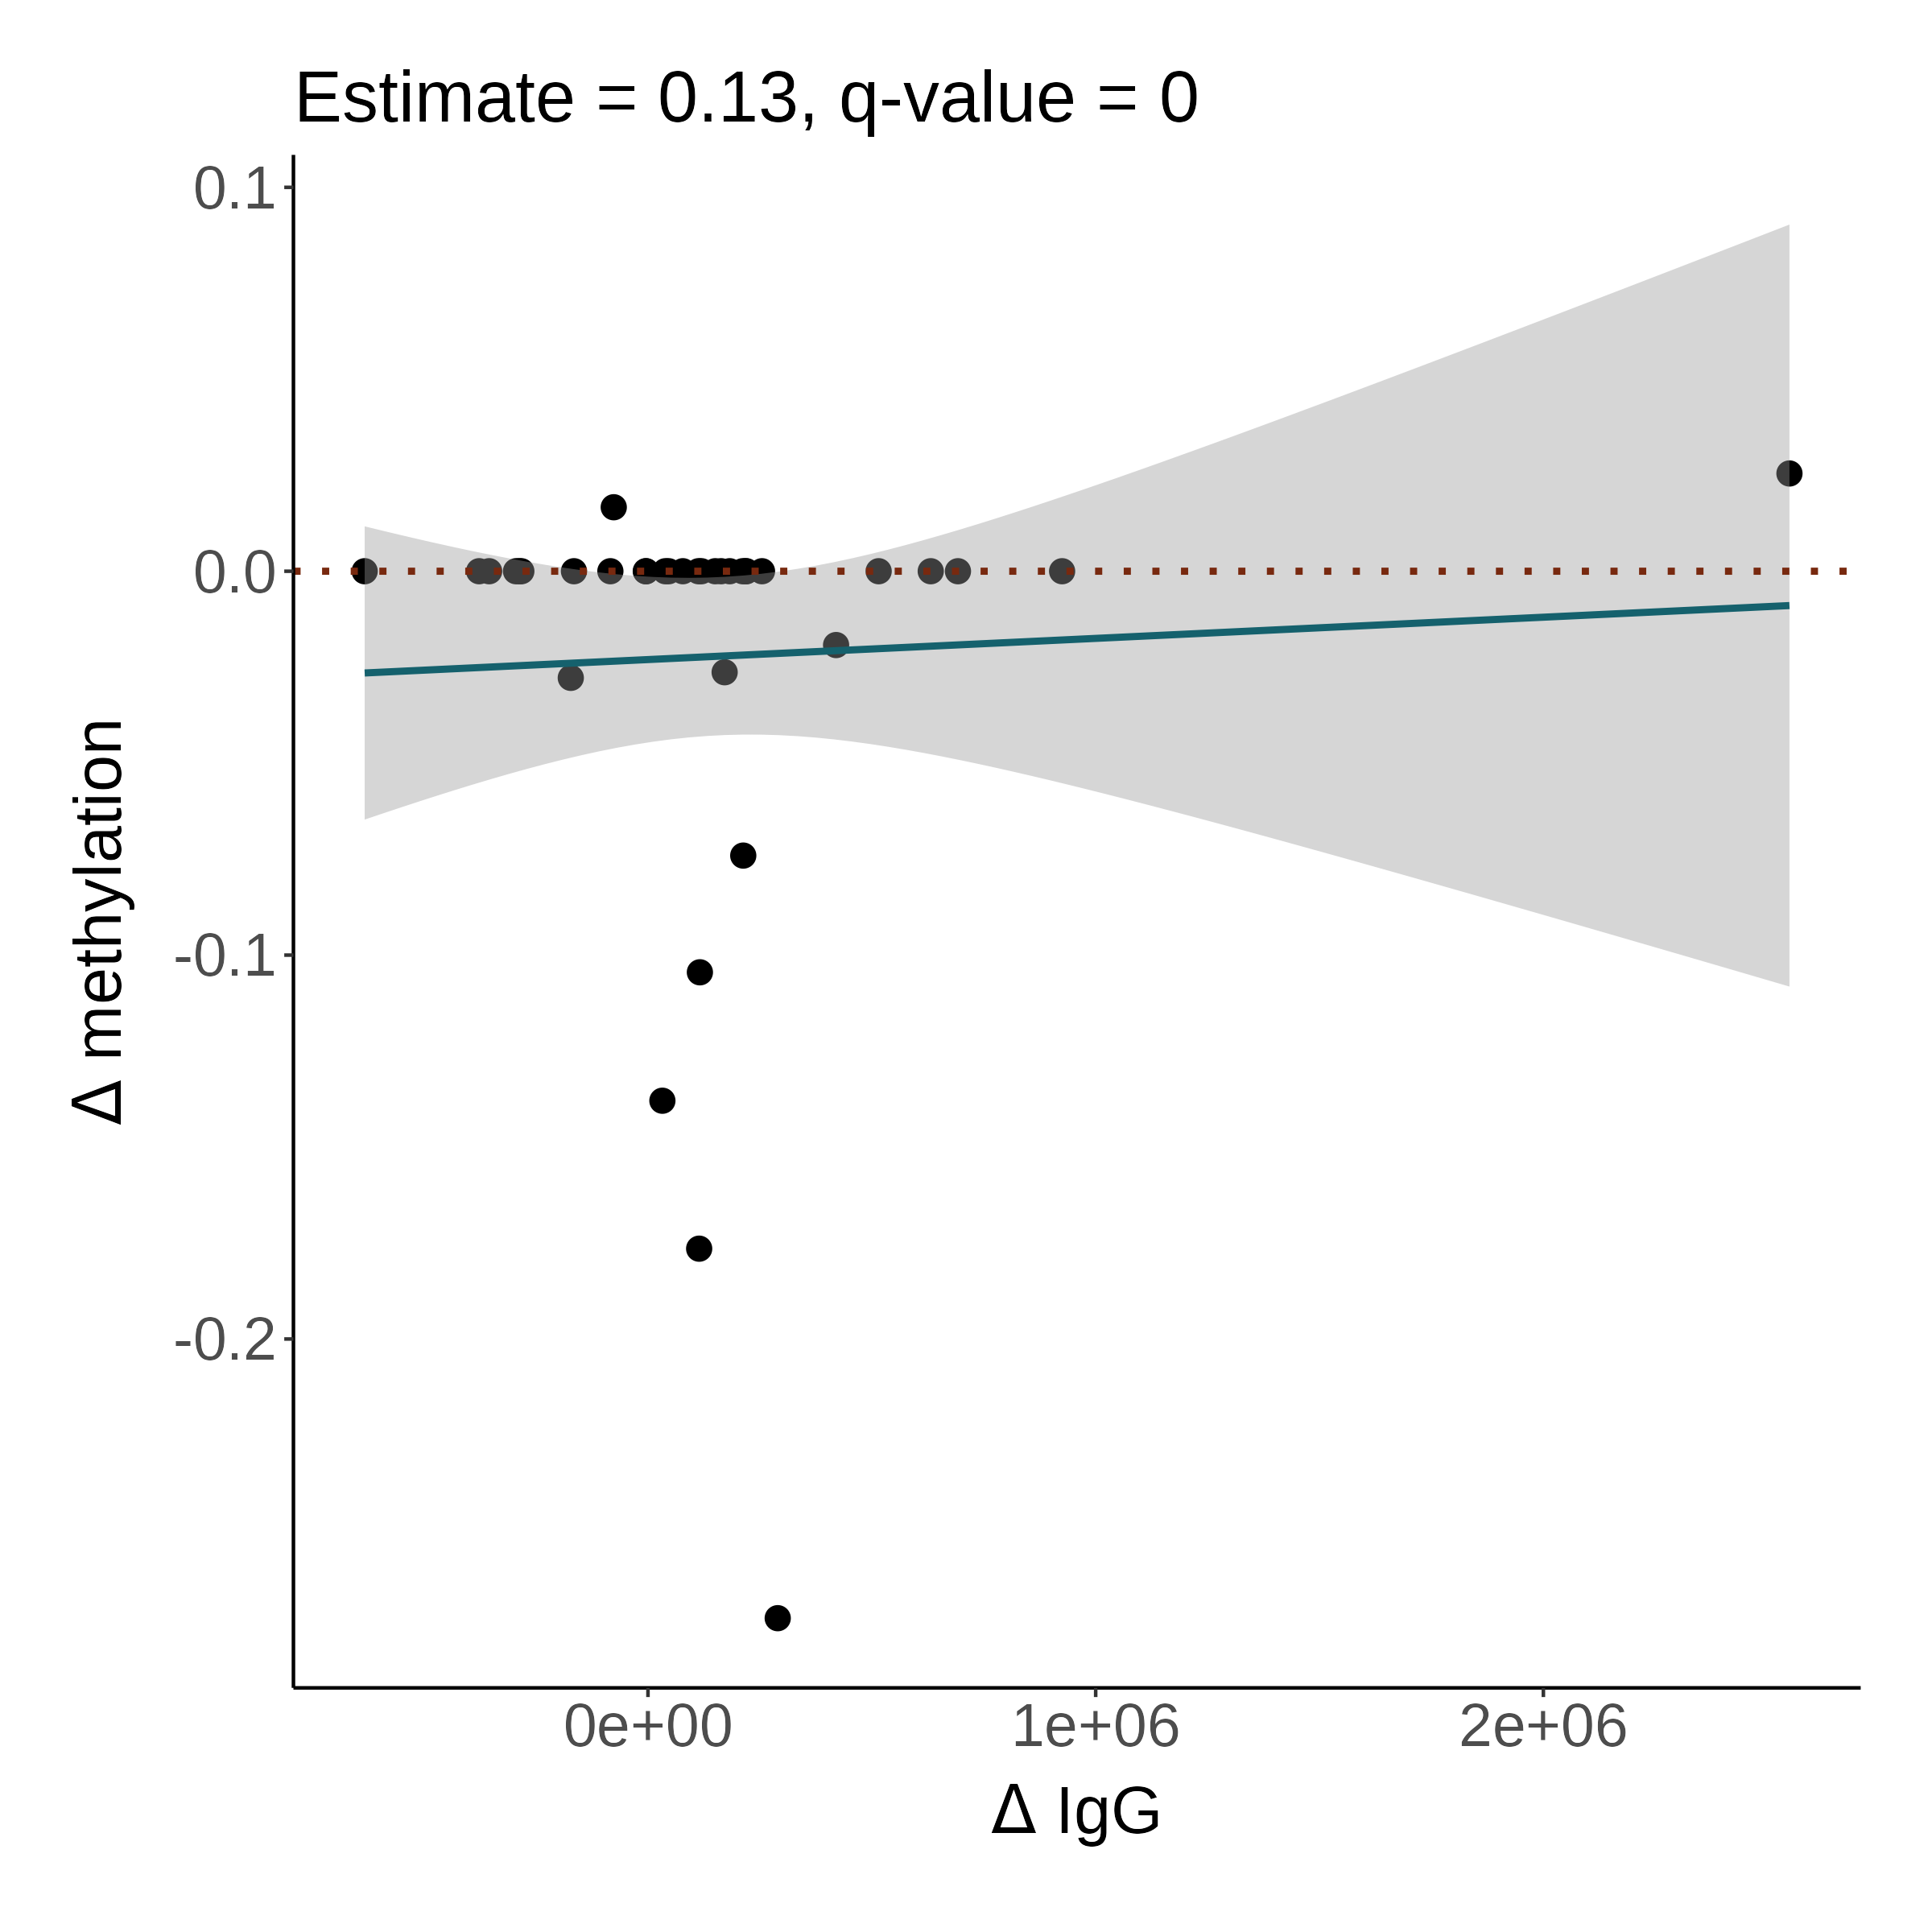 Estimate = 0.13, q-value = 0
0.1
0.0
-0.1
-0.2
Δ methylation
0e+00
1e+06
2e+06
Δ IgG